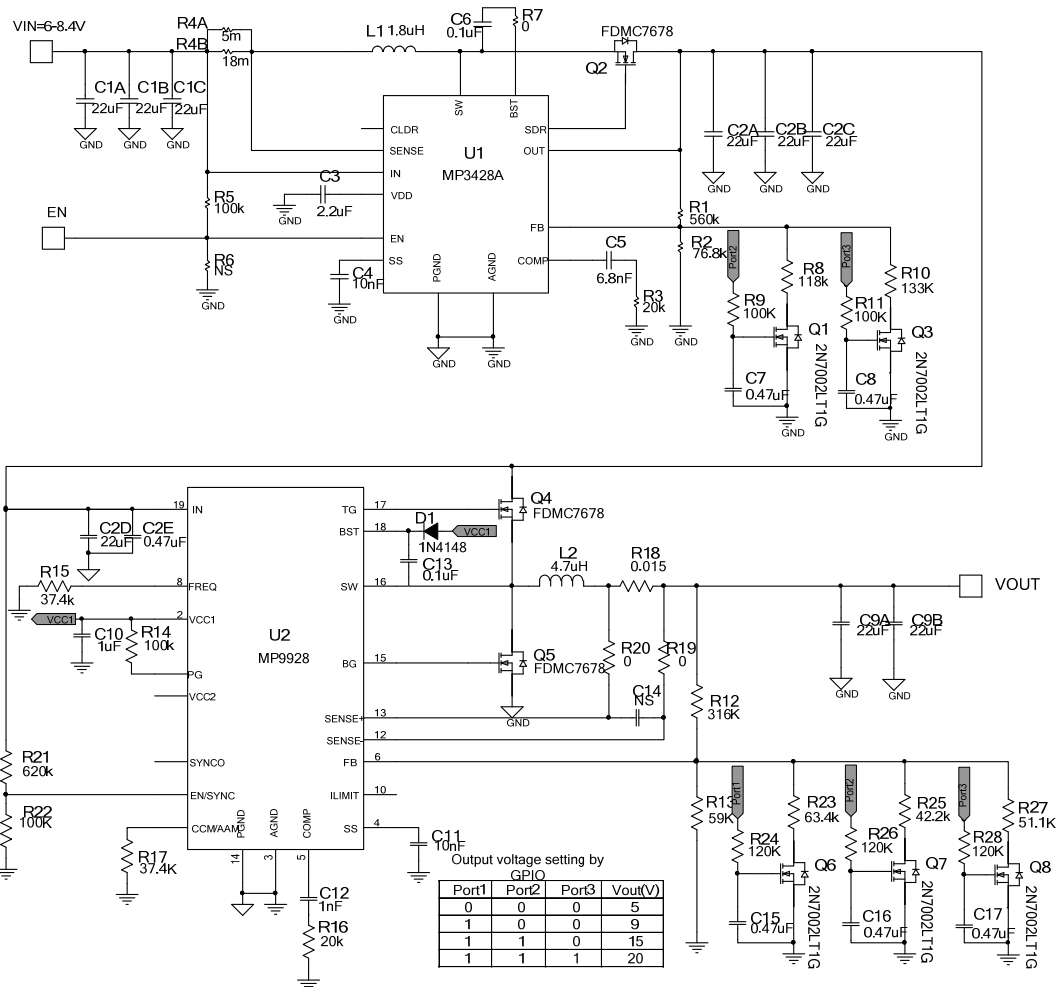 VIN=6-8.4V
R4A
5m
R4B
18m
L1 1.8uH
C6
0.1uF
R7
0
FDMC7678
Q2
C1A
22uF
C1B
22uF
C1C
22uF
GND
GND
GND
CLDR
SENSE
IN
VDD
EN
SS
SW
BST
SDR
OUT
FB
COMP
PGND
AGND
U1
MP3428A
C2A
22uF
C2B
22uF
C2C
22uF
GND
GND
GND
C3
2.2uF
GND
R5
100k
EN
R6
NS
GND
C4
10nF
GND
GND
GND
C5
6.8nF
R3
20k
GND
R1
560k
R2
76.8k
GND
Port2
R9
100K
R8
118k
Q1
2N7002LT1G
C7
0.47uF
GND
Port3
R11
100K
R10
133K
Q3
2N7002LT1G
C8
0.47uF
GND
19
IN
C2D
22uF
C2E
0.47uF
R15
37.4k
8
FREQ
VCC1
2
VCC1
C10
1uF
R14
100k
PG
VCC2
SYNCO
EN/SYNC
CCM/AAM
R21
620k
R22
100K
R17
37.4K
U2
MP9928
TG
17
BST
18
SW
16
BG
15
SENSE+
13
SENSE-
12
FB
6
ILIMIT
10
SS
4
PGND
AGND
COMP
14
3
5
C12
1nF
R16
20k
C11
10nF
Q4
FDMC7678
D1
1N4148
VCC1
C13
0.1uF
L2
4.7uH
R18
0.015
VOUT
Q5
FDMC7678
GND
R20
0
R19
0
C14
NS
C9A
22uF
C9B
22uF
GND
GND
R12
316K
R13
59K
Port1
R24
120K
R23
63.4k
Q6
2N7002LT1G
C15
0.47uF
Port2
R26
120K
R25
42.2k
Q7
2N7002LT1G
C16
0.47uF
Port3
R28
120K
R27
51.1K
Q8
2N7002LT1G
C17
0.47uF
Output voltage setting by
GPIO
Port1 Port2 Port3 Vout(V)
0 0 0 5
1 0 0 9
1 1 0 15
1 1 1 20